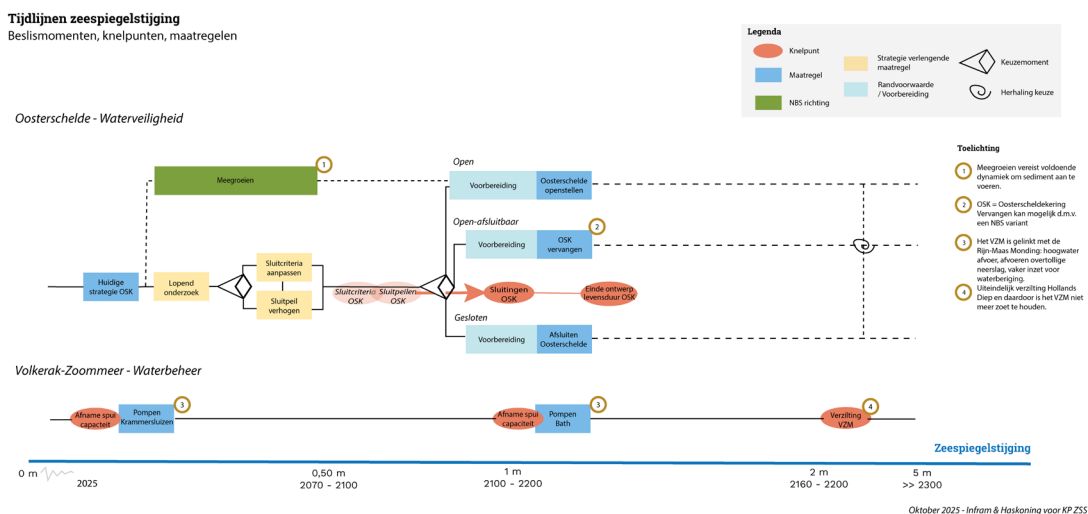 Tijdlijnen zeespiegelstijging
Beslismomenten, knelpunten, maatregelen
Legenda
Knelpunt
Maatregel
NBS richting
Strategie verlengende
maatregel
Randvoorwaarde
/ Voorbereiding
Keuzemoment
Herhaling keuze
Oosterschelde - Waterveiligheid
Meegroeien
1
Open
Voorbereiding
Oosterschelde
openstellen
Open-afsluitbaar
Voorbereiding
OSK
vervangen
2
Huidige
strategie OSK
Lopend
onderzoek
Sluitcriteria
aanpassen
Sluitpeil
verhogen
Sluitcriteria
OSK
Sluitpeilen
OSK
Sluitingen
OSK
Einde ontwerp
levensduur OSK
Gesloten
Voorbereiding
Afsluiten
Oosterschelde
Toelichting
1
Meegroeien vereist voldoende
dynamiek om sediment aan te
voeren.
2
OSK = Oosterscheldekering
Vervangen kan mogelijk d.m.v.
een NBS variant
3
Het VZM is gelinkt met de
Rijn-Maas Monding: hoogwater
afvoer, afvoeren overtollige
neerslag, vaker inzet voor
waterberging.
4
Uiteindelijk verzilting Hollands
Diep en daardoor is het VZM niet
meer zoet te houden.
Volkerak-Zoommeer - Waterbeheer
Afname spui
capacteit
Pompen
Krammersluizen
3
Afname spui
capaciteit
Pompen
Bath
3
Verzilting
VZM
4
Zeespiegelstijging
0 m
0,50 m
1 m
2 m
5 m
2025
2070 - 2100
2100 - 2200
2160 - 2200
>> 2300
Oktober 2025 - Infram & Haskoning voor KP ZSS